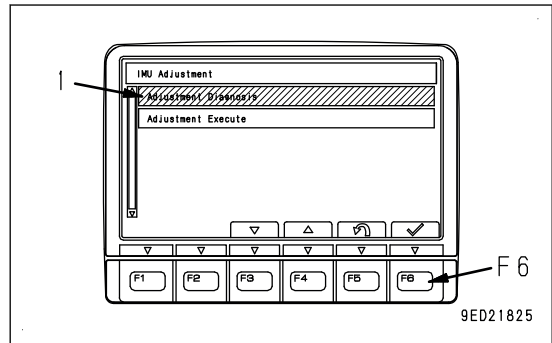 IMU Adjustment
1
Adjustment Diagnosis
Adjustment Execute
F1 F2 F3 F4 F5 F6
F6
9ED21825